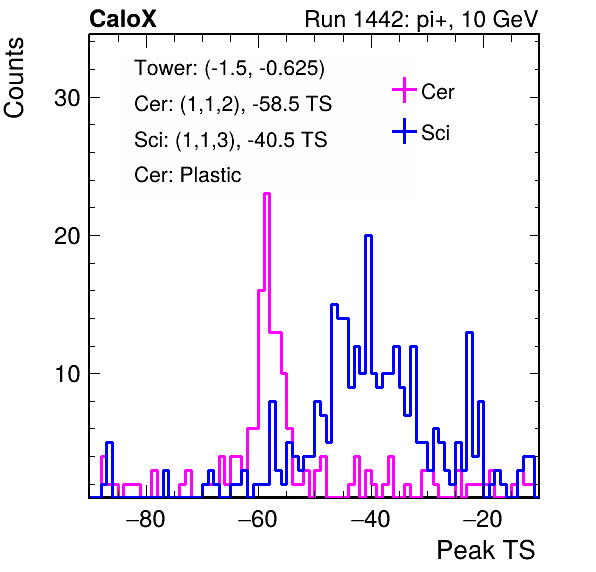 CaloX Run 1442: pi+, 10 GeV
Counts
Tower: (-1.5, -0.625)
Cer: (1,1,2), -58.5 TS
Sci: (1,1,3), -40.5 TS
Cer: Plastic
Cer
Sci
30
20
10
−80 −60 −40 −20
Peak TS